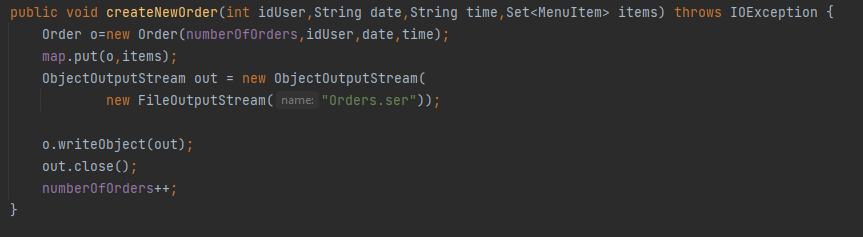 public void createNewOrder(int idUser,String date,String time,Set<MenuItem> items) throws IOException {
    Order o=new Order(numberOfOrders,idUser,date,time);
    map.put(o,items);
    ObjectOutputStream out = new ObjectOutputStream(
            new FileOutputStream( name: "Orders.ser"));

    o.writeObject(out);
    out.close();
    numberOfOrders++;
}